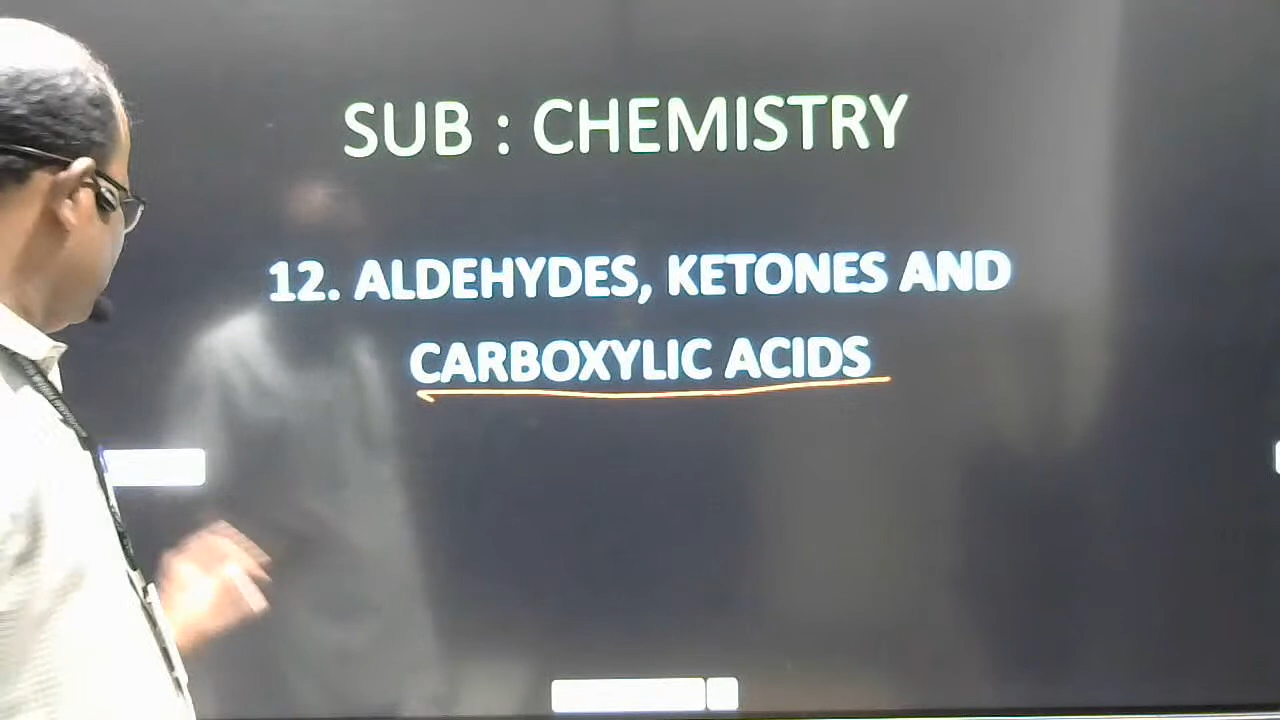 SUB : CHEMISTRY
12. ALDEHYDES, KETONES AND
CARBOXYLIC ACIDS